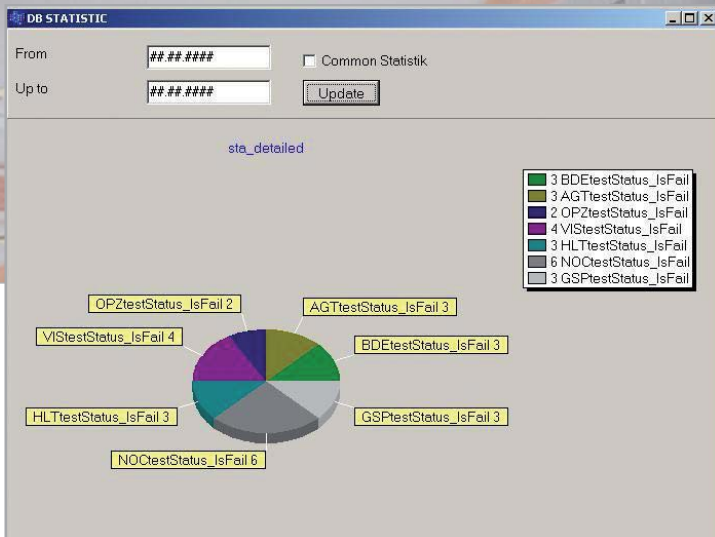 DB STATISTIC
From
##.##.####
Common Statistik
Up to
##.##.####
Update
sta_detailed
3 BDEtestStatus_IsFail
3 AGTtestStatus_IsFail
2 OPZtestStatus_IsFail
4 VIStestStatus_IsFail
3 HLTtestStatus_IsFail
6 NOCtestStatus_IsFail
3 GSPtestStatus_IsFail
OPZtestStatus_IsFail 2
AGTtestStatus_IsFail 3
VIStestStatus_IsFail 4
BDEtestStatus_IsFail 3
HLTtestStatus_IsFail 3
GSPtestStatus_IsFail 3
NOCtestStatus_IsFail 6